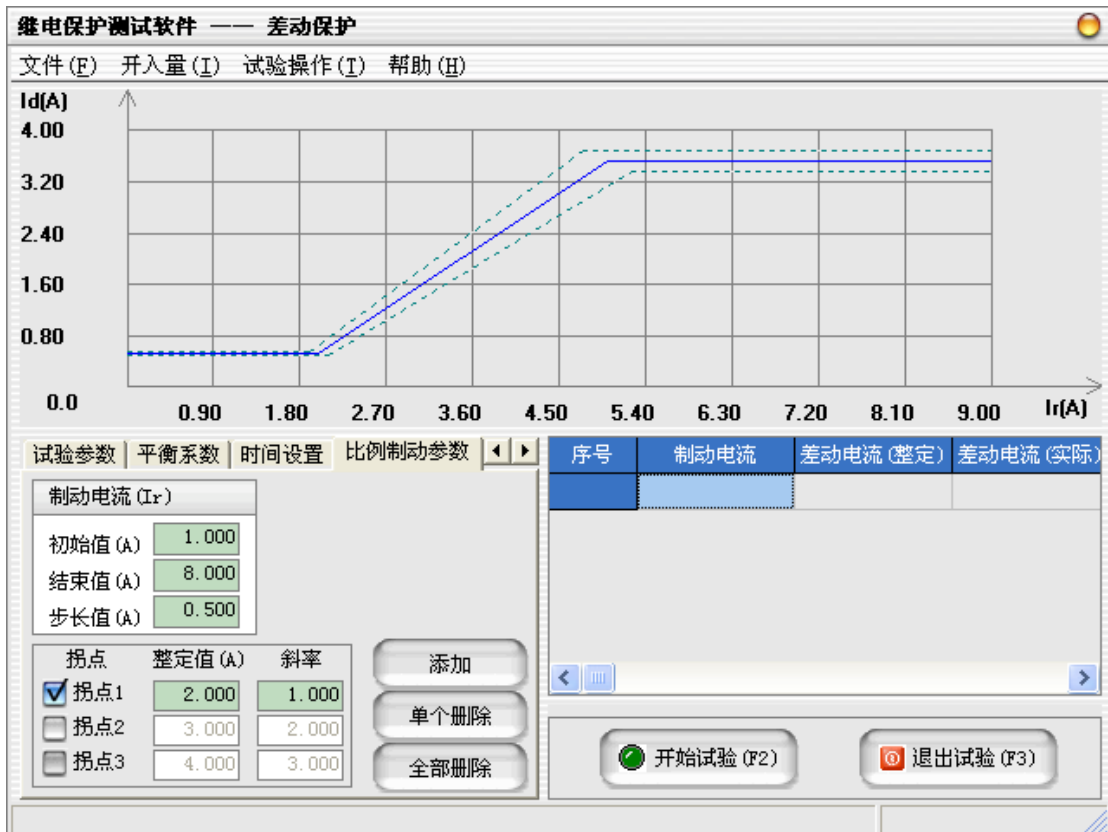 继电保护测试软件 —— 差动保护
文件(F) 开入量(I) 试验操作(T) 帮助(H)
Id(A)
4.00
3.20
2.40
1.60
0.80
0.0 0.90 1.80 2.70 3.60 4.50 5.40 6.30 7.20 8.10 9.00 Ir(A)
试验参数 平衡系数 时间设置 比例制动参数
制动电流(Ir)
初始值(A) 1.000
结束值(A) 8.000
步长值(A) 0.500
拐点 整定值(A) 斜率
拐点1 2.000 1.000
拐点2 3.000 2.000
拐点3 4.000 3.000
添加
单个删除
全部删除
序号 制动电流 差动电流(整定) 差动电流(实际)
开始试验(F2) 退出试验(F3)